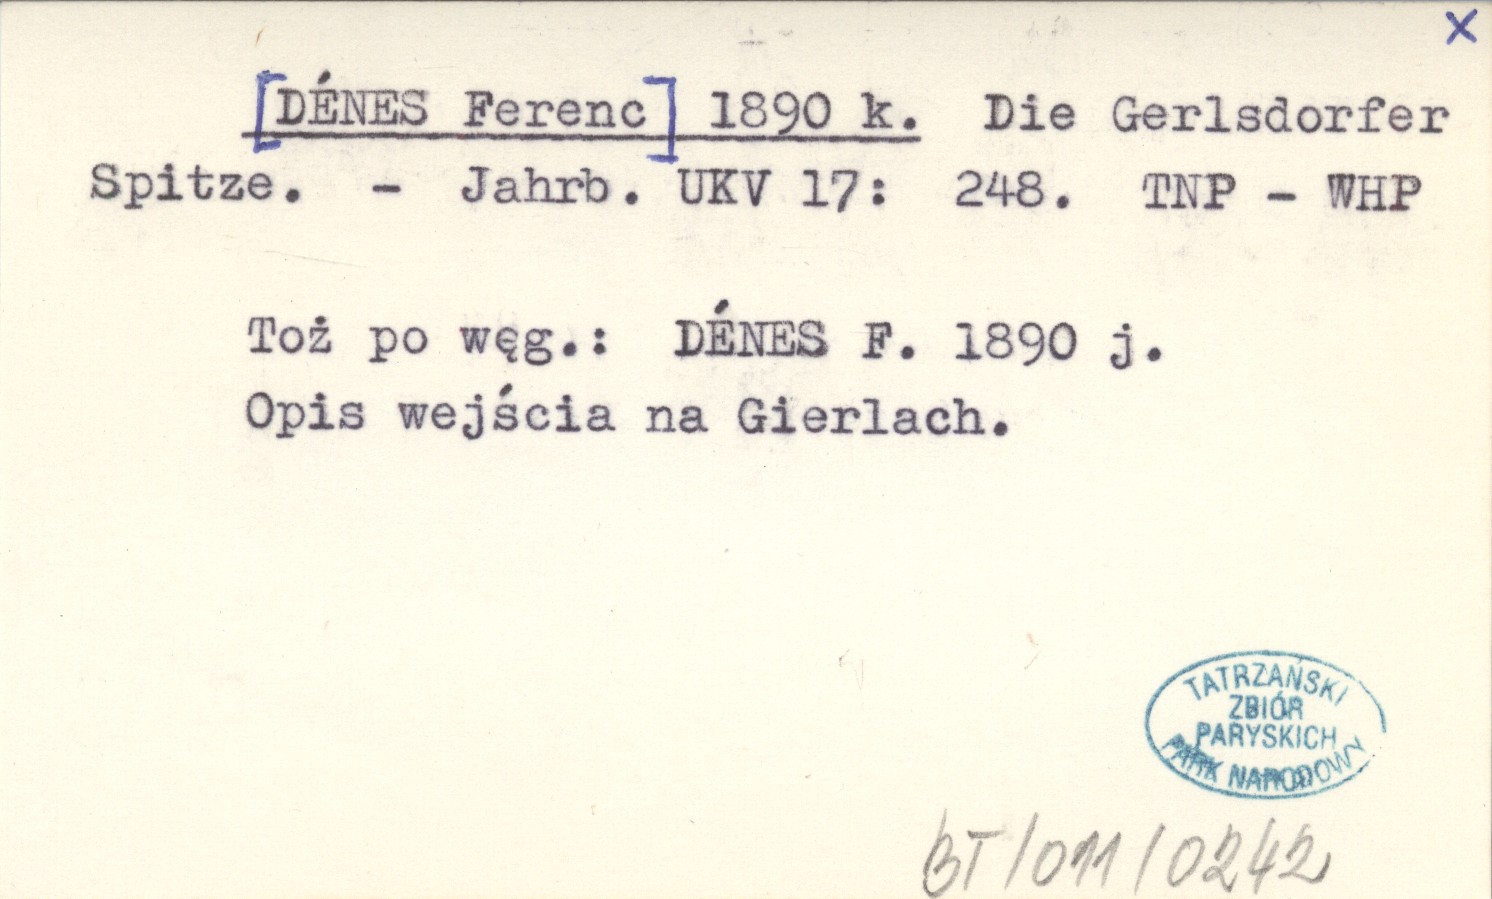 x
[DÉNES Ferenc] 1890 k. Die Gerlsdorfer
Spitze. - Jahrb. UKV 17: 248. TNP - WHP
Toż po węg.: DÉNES F. 1890 j.
Opis wejścia na Gierlach.
TATRZAŃSKI
ZBIÓR
PARYSKICH
PARK NARODOWY
BT/011/0242